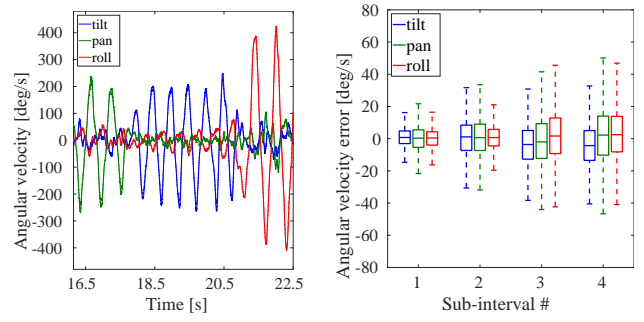 tilt
pan
roll
400
300
200
100
0
-100
-200
-300
-400
Angular velocity [deg/s]
16.5 18.5 20.5 22.5
Time [s]
tilt
pan
roll
80
60
40
20
0
-20
-40
-60
-80
Angular velocity error [deg/s]
1 2 3 4
Sub-interval #